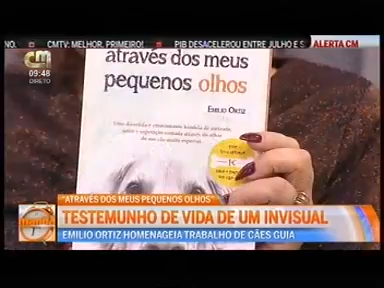 NO..
CMTV: MELHOR. PRIMEIRO!
PIB DESACELEROU ENTRE JULHO E S
ALERTA CM
CM
09:48
DIRETO
através dos meus
pequenos olhos
EMILIO ORTIZ
"ATRAVÉS DOS MEUS PEQUENOS OLHOS"
TESTEMUNHO DE VIDA DE UM INVISUAL
EMILIO ORTIZ HOMENAGEIA TRABALHO DE CÃES GUIA